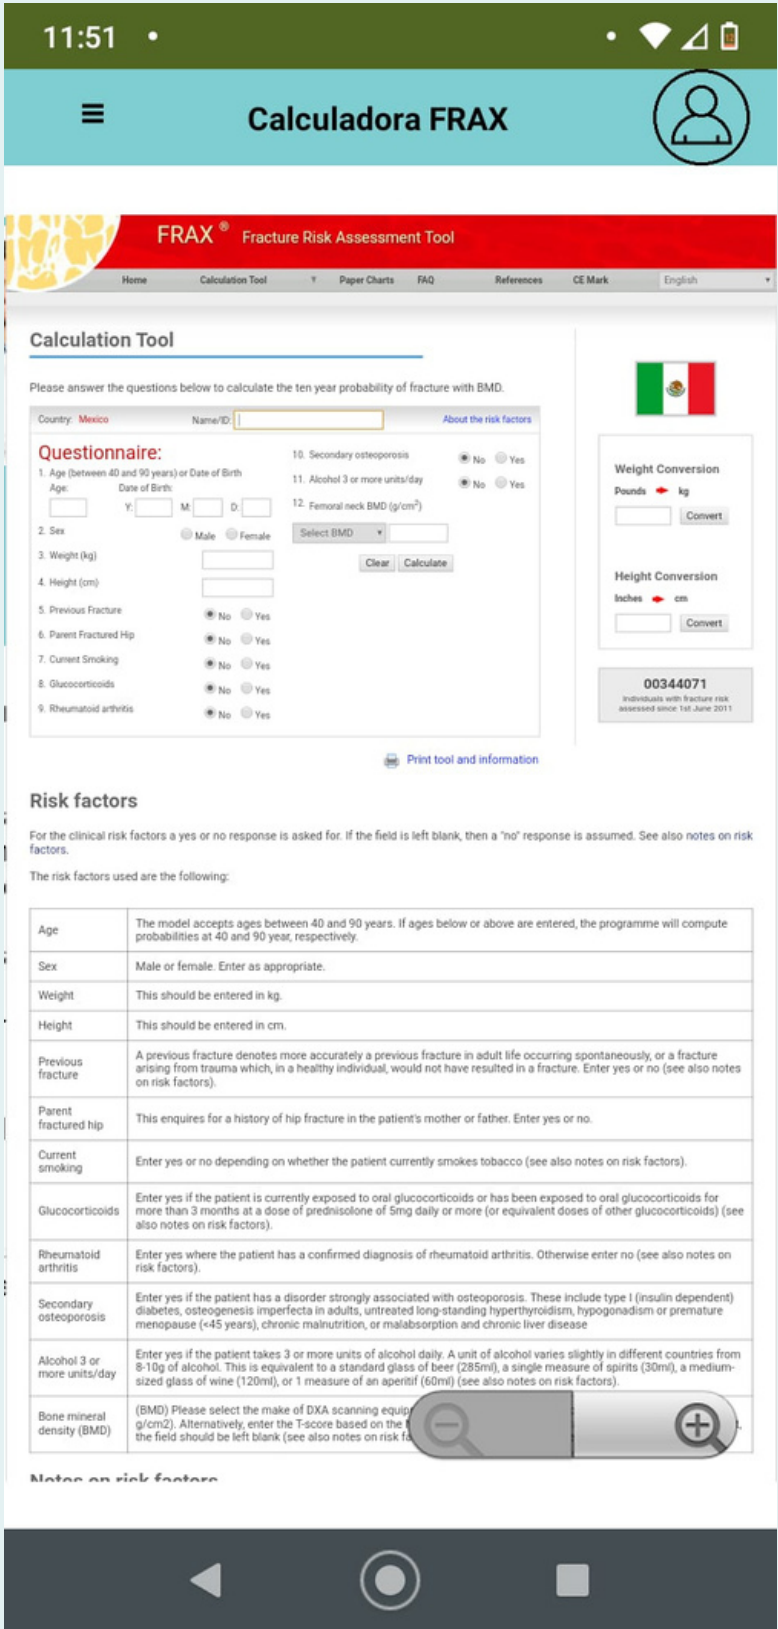 11:51
Calculadora FRAX
FRAX ® Fracture Risk Assessment Tool
Home Calculation Tool ▼ Paper Charts FAQ References CE Mark English
Calculation Tool
Please answer the questions below to calculate the ten year probability of fracture with BMD.
Country: Mexico Name/ID: About the risk factors
Questionnaire:
1. Age (between 40 and 90 years) or Date of Birth
Age: Date of Birth:
Y: M: D:
2. Sex Male Female
3. Weight (kg)
4. Height (cm)
5. Previous Fracture No Yes
6. Parent Fractured Hip No Yes
7. Current Smoking No Yes
8. Glucocorticoids No Yes
9. Rheumatoid arthritis No Yes
10. Secondary osteoporosis No Yes
11. Alcohol 3 or more units/day No Yes
12. Femoral neck BMD (g/cm²)
Select BMD
Clear Calculate
Weight Conversion
Pounds kg
Convert
Height Conversion
Inches cm
Convert
00344071
Individuals with fracture risk
assessed since 1st June 2011
Print tool and information
Risk factors
For the clinical risk factors a yes or no response is asked for. If the field is left blank, then a "no" response is assumed. See also notes on risk
factors.
The risk factors used are the following:
Age
The model accepts ages between 40 and 90 years. If ages below or above are entered, the programme will compute
probabilities at 40 and 90 year, respectively.
Sex
Male or female. Enter as appropriate.
Weight
This should be entered in kg.
Height
This should be entered in cm.
Previous
fracture
A previous fracture denotes more accurately a previous fracture in adult life occurring spontaneously, or a fracture
arising from trauma which, in a healthy individual, would not have resulted in a fracture. Enter yes or no (see also notes
on risk factors).
Parent
fractured hip
This enquires for a history of hip fracture in the patient's mother or father. Enter yes or no.
Current
smoking
Enter yes or no depending on whether the patient currently smokes tobacco (see also notes on risk factors).
Glucocorticoids
Enter yes if the patient is currently exposed to oral glucocorticoids or has been exposed to oral glucocorticoids for
more than 3 months at a dose of prednisolone of 5mg daily or more (or equivalent doses of other glucocorticoids) (see
also notes on risk factors).
Rheumatoid
arthritis
Enter yes where the patient has a confirmed diagnosis of rheumatoid arthritis. Otherwise enter no (see also notes on
risk factors).
Secondary
osteoporosis
Enter yes if the patient has a disorder strongly associated with osteoporosis. These include type I (insulin dependent)
diabetes, osteogenesis imperfecta in adults, untreated long-standing hyperthyroidism, hypogonadism or premature
menopause (<45 years), chronic malnutrition, or malabsorption and chronic liver disease
Alcohol 3 or
more units/day
Enter yes if the patient takes 3 or more units of alcohol daily. A unit of alcohol varies slightly in different countries from
8-10g of alcohol. This is equivalent to a standard glass of beer (285ml), a single measure of spirits (30ml), a medium-
sized glass of wine (120ml), or 1 measure of an aperitif (60ml) (see also notes on risk factors).
Bone mineral
density (BMD)
(BMD) Please select the make of DXA scanning
g/cm2). Alternatively, enter the T-score based on the
the field should be left blank (see also notes on risk
Notes on risk factors